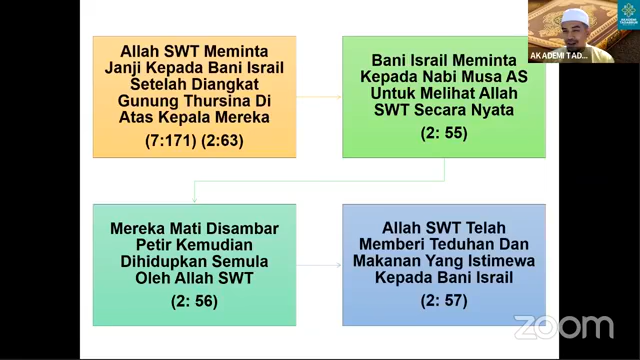 Allah SWT Meminta
Janji Kepada Bani Israil
Setelah Diangkat
Gunung Thursina Di
Atas Kepala Mereka
(7:171) (2:63)
Bani Israil Meminta
Kepada Nabi Musa AS
Untuk Melihat Allah
SWT Secara Nyata
(2: 55)
Mereka Mati Disambar
Petir Kemudian
Dihidupkan Semula
Oleh Allah SWT
(2: 56)
Allah SWT Telah
Memberi Teduhan Dan
Makanan Yang Istimewa
Kepada Bani Israil
(2: 57)
AKADEMI TAD...
zoom